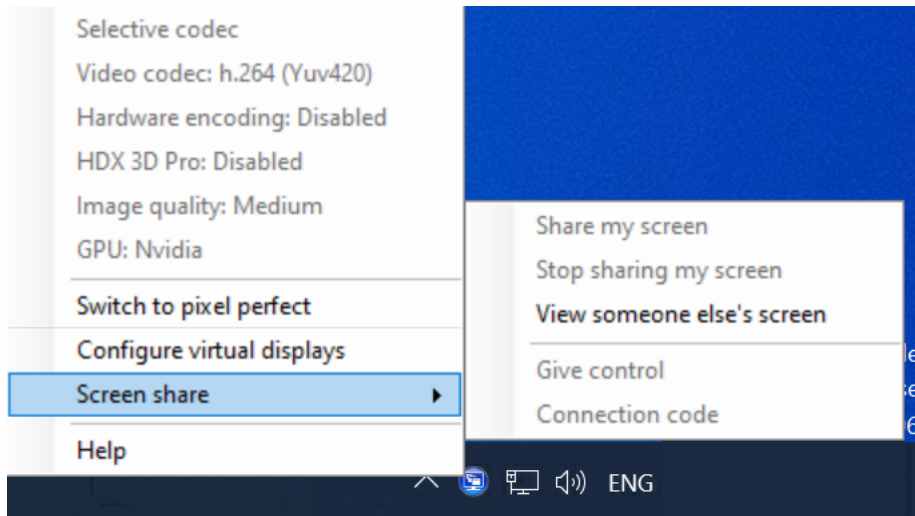 Selective codec
Video codec: h.264 (Yuv420)
Hardware encoding: Disabled
HDX 3D Pro: Disabled
Image quality: Medium
GPU: Nvidia
Switch to pixel perfect
Configure virtual displays
Screen share
Help
Share my screen
Stop sharing my screen
View someone else's screen
Give control
Connection code
ENG